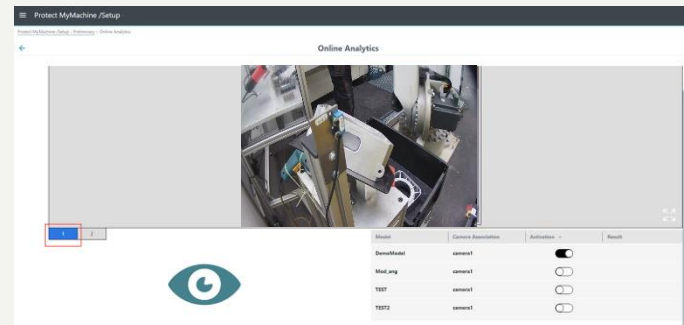 Protect MyMachine /Setup
Protect MyMachine /Setup - Preliminary - Online Analytics
Online Analytics
1 2
Model Camera Association Activation Result
DemoModel camera1
Mod_ang camera1
TEST camera1
TEST2 camera1